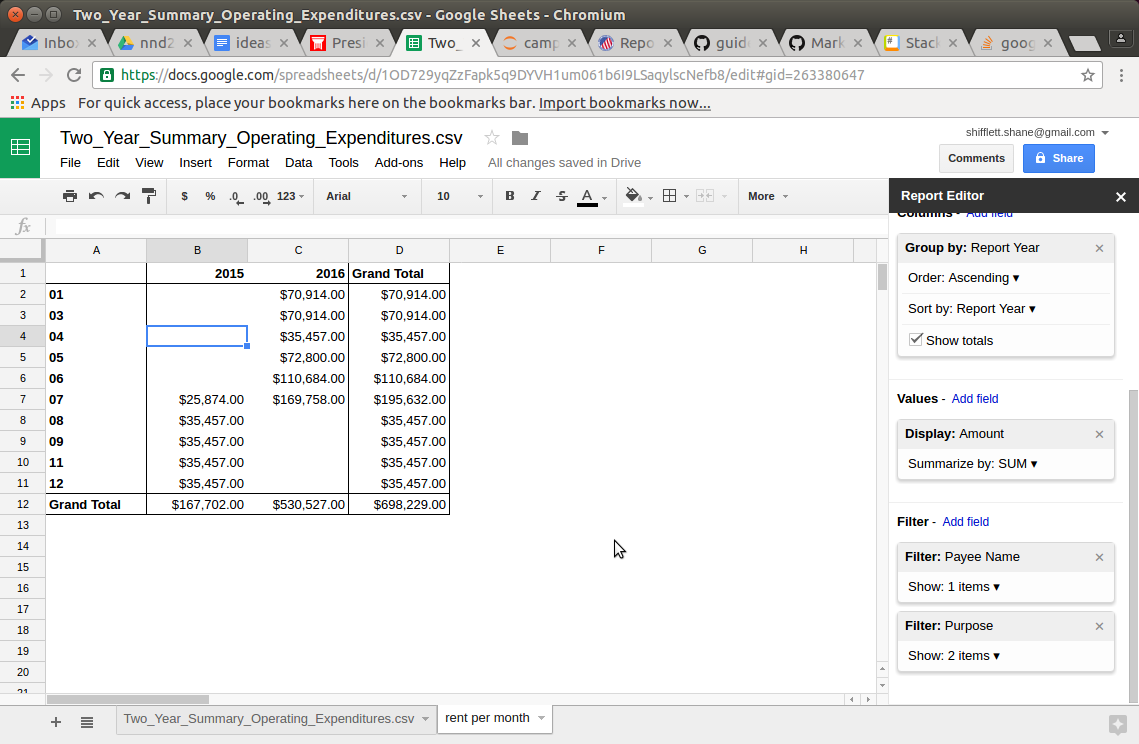 Two_Year_Summary_Operating_Expenditures.csv - Google Sheets - Chromium
Inbo nnd2 ideas Presi Two_ camp Repo guid Mark Stack goog
https://docs.google.com/spreadsheets/d/1OD729yqZzFapk5q9DYVH1um061b6I9LSaqylscNefb8/edit#gid=263380647
Apps For quick access, place your bookmarks here on the bookmarks bar. Import bookmarks now...
Two_Year_Summary_Operating_Expenditures.csv
shifflett.shane@gmail.com
File Edit View Insert Format Data Tools Add-ons Help All changes saved in Drive
Comments Share
$ % .0 .00 123 Arial 10 B I S A More
fx
A B C D E F G H
1 2015 2016 Grand Total
2 01 $70,914.00 $70,914.00
3 03 $70,914.00 $70,914.00
4 04 $35,457.00 $35,457.00
5 05 $72,800.00 $72,800.00
6 06 $110,684.00 $110,684.00
7 07 $25,874.00 $169,758.00 $195,632.00
8 08 $35,457.00 $35,457.00
9 09 $35,457.00 $35,457.00
10 11 $35,457.00 $35,457.00
11 12 $35,457.00 $35,457.00
12 Grand Total $167,702.00 $530,527.00 $698,229.00
13
14
15
16
17
18
19
20
21
Report Editor
Columns - Add field
Group by: Report Year
Order: Ascending
Sort by: Report Year
Show totals
Values - Add field
Display: Amount
Summarize by: SUM
Filter - Add field
Filter: Payee Name
Show: 1 items
Filter: Purpose
Show: 2 items
Two_Year_Summary_Operating_Expenditures.csv rent per month